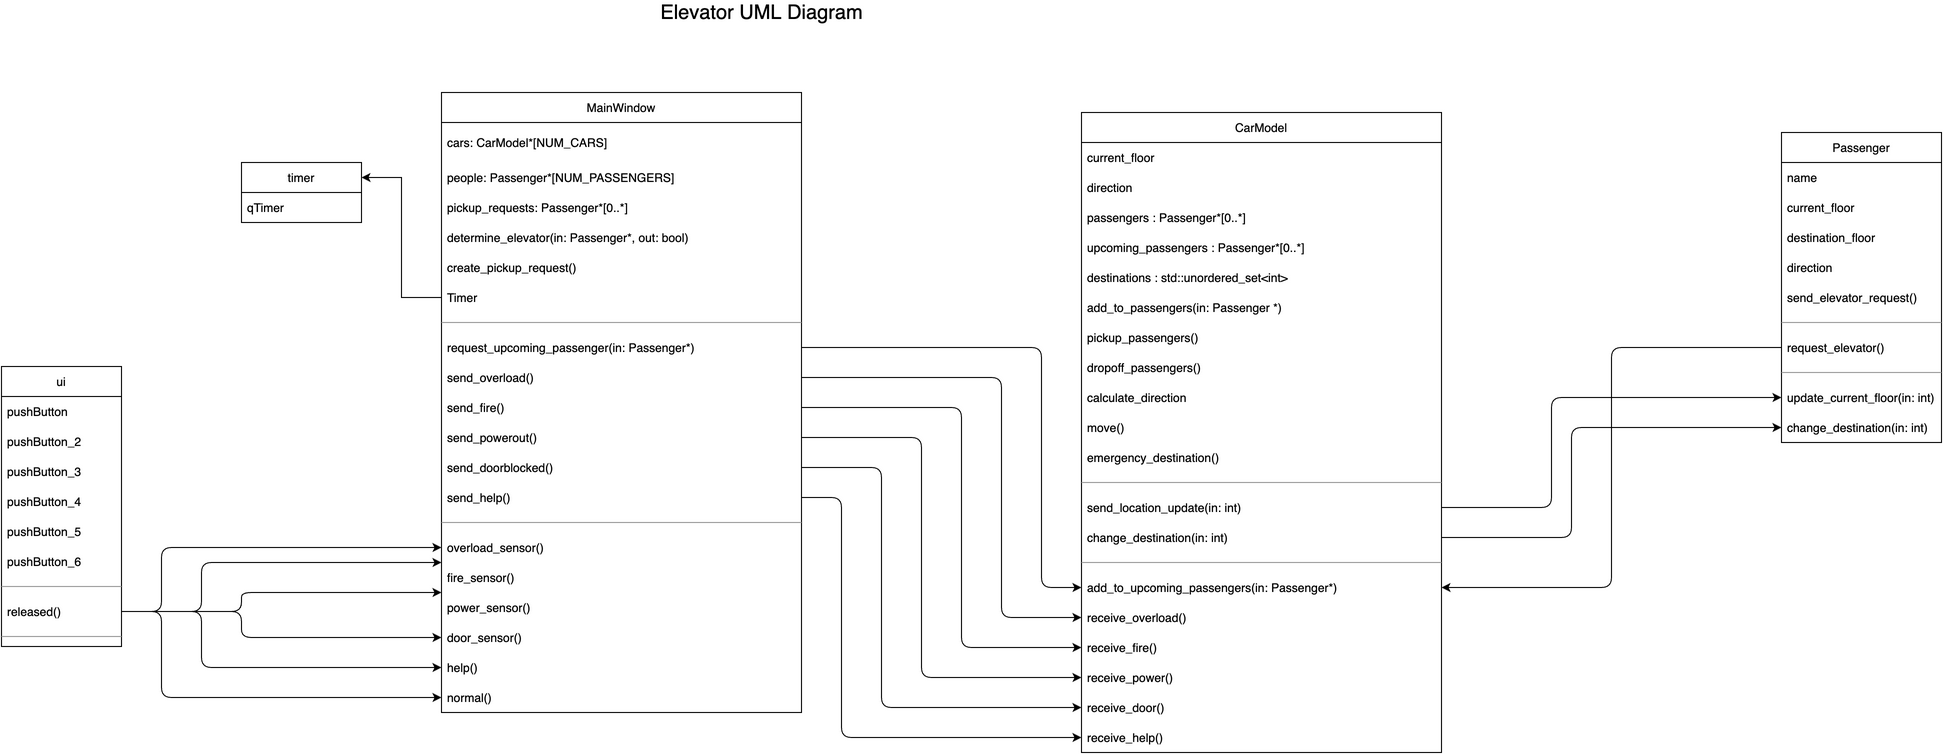 Elevator UML Diagram
ui
pushButton
pushButton_2
pushButton_3
pushButton_4
pushButton_5
pushButton_6
released()
timer
qTimer
MainWindow
cars: CarModel*[NUM_CARS]
people: Passenger*[NUM_PASSENGERS]
pickup_requests: Passenger*[0..*]
determine_elevator(in: Passenger*, out: bool)
create_pickup_request()
Timer
request_upcoming_passenger(in: Passenger*)
send_overload()
send_fire()
send_powerout()
send_doorblocked()
send_help()
overload_sensor()
fire_sensor()
power_sensor()
door_sensor()
help()
normal()
CarModel
current_floor
direction
passengers : Passenger*[0..*]
upcoming_passengers : Passenger*[0..*]
destinations : std::unordered_set<int>
add_to_passengers(in: Passenger *)
pickup_passengers()
dropoff_passengers()
calculate_direction
move()
emergency_destination()
send_location_update(in: int)
change_destination(in: int)
add_to_upcoming_passengers(in: Passenger*)
receive_overload()
receive_fire()
receive_power()
receive_door()
receive_help()
Passenger
name
current_floor
destination_floor
direction
send_elevator_request()
request_elevator()
update_current_floor(in: int)
change_destination(in: int)